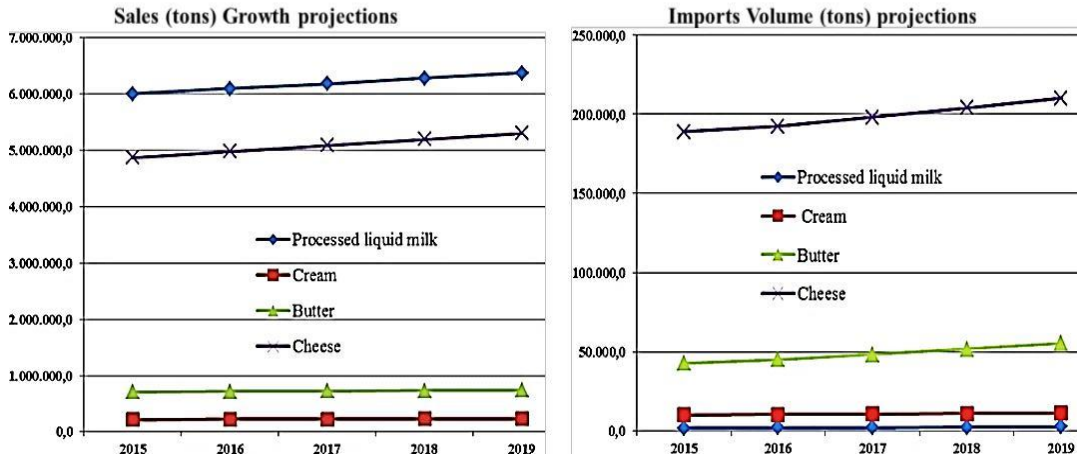 Sales (tons) Growth projections
7.000.000,0
6.000.000,0
5.000.000,0
4.000.000,0
3.000.000,0
2.000.000,0
1.000.000,0
0,0
Processed liquid milk
Cream
Butter
Cheese
2015 2016 2017 2018 2019
Imports Volume (tons) projections
250.000,0
200.000,0
150.000,0
100.000,0
50.000,0
0,0
Processed liquid milk
Cream
Butter
Cheese
2015 2016 2017 2018 2019